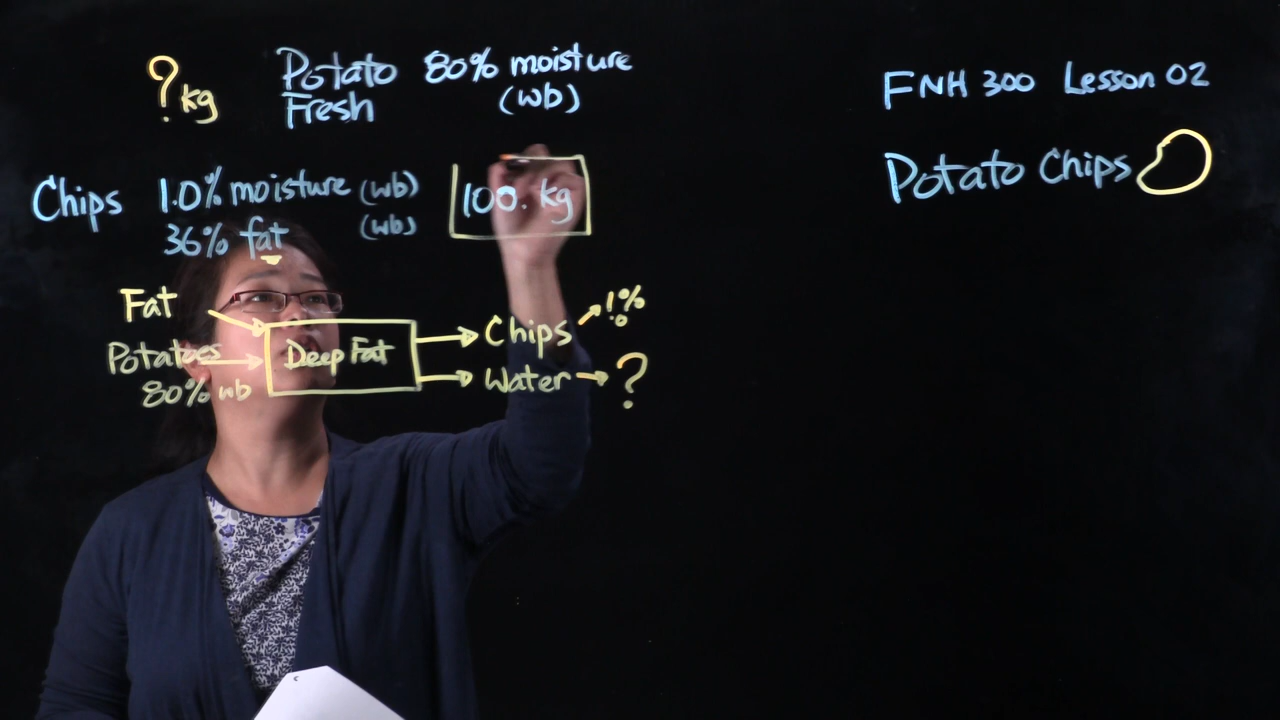 ? kg Potato 80% moisture
Fresh (wb)
FNH 300 Lesson 02
Potato Chips
Chips 1.0% moisture (wb) 100. kg
36% fat (wb)
Fat
Potatoes
80% wb
Deep Fat
Chips 1.0%
Water ?